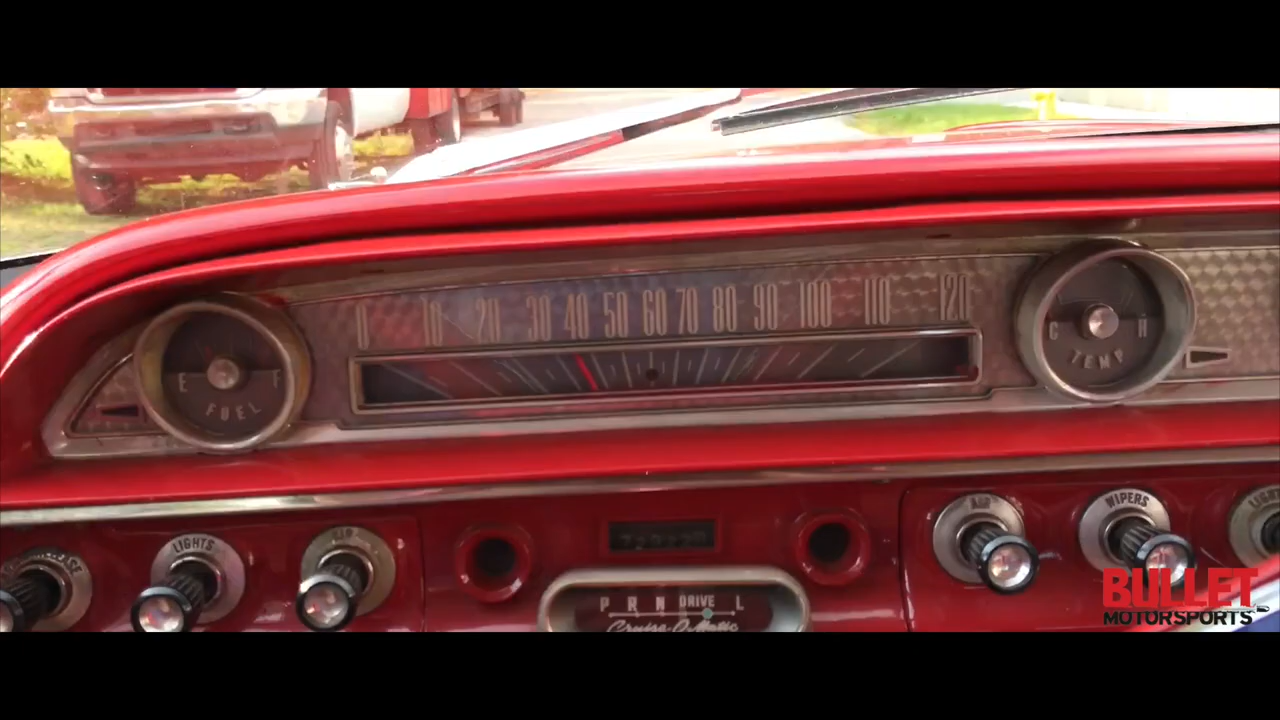 0 10 20 30 40 50 60 70 80 90 100 110 120
E F
FUEL
C H
TEMP
LIGHTS
AIR
AIR
WIPERS
P R N DRIVE L
Cruise-O-Matic
BULLET
MOTORSPORTS